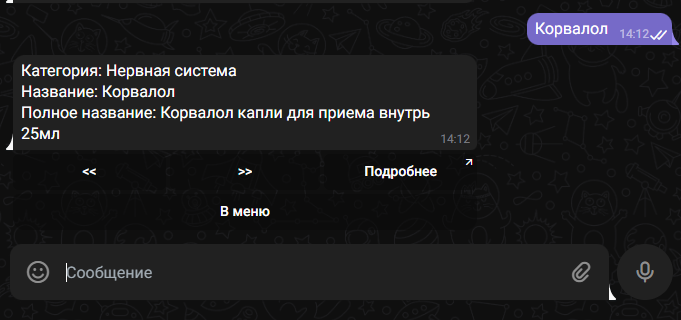 Корвалол 14:12
Категория: Нервная система
Название: Корвалол
Полное название: Корвалол капли для приема внутрь
25мл
14:12
<< >> Подробнее
В меню
Сообщение